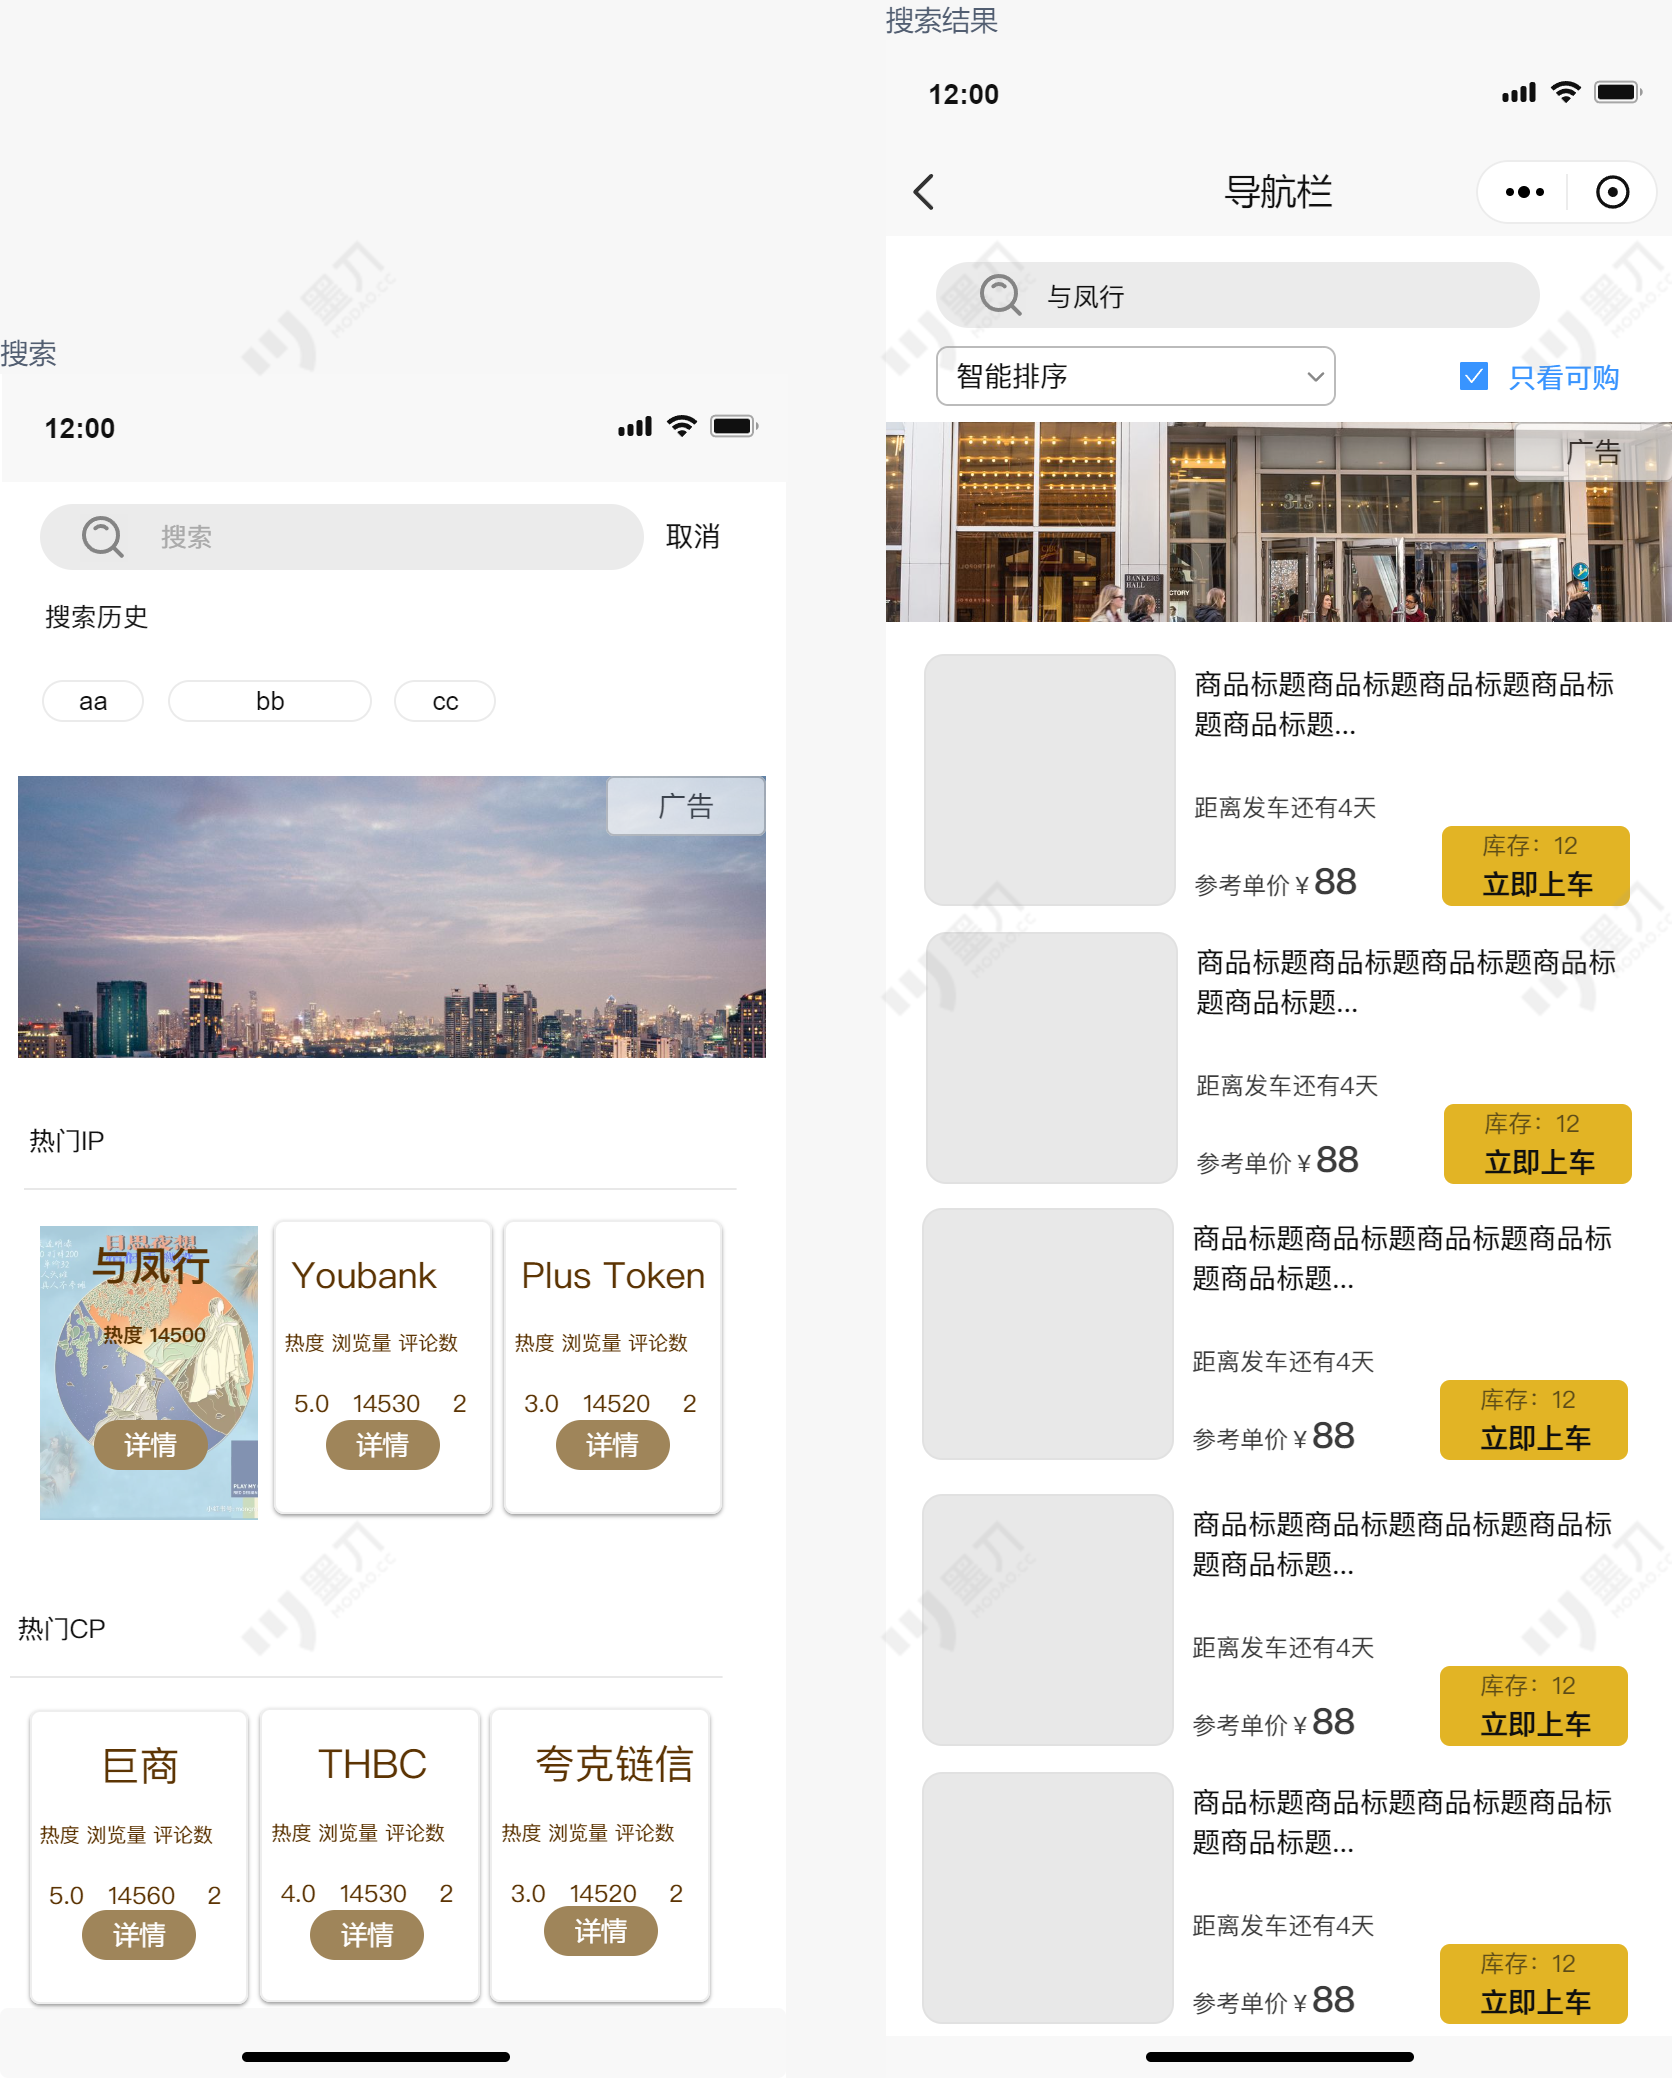 搜索
12:00
搜索
取消
搜索历史
aa
bb
cc
广告
热门IP
与凤行
热度 14500
详情
Youbank
热度 浏览量 评论数
5.0 14530 2
详情
Plus Token
热度 浏览量 评论数
3.0 14520 2
详情
热门CP
巨商
热度 浏览量 评论数
5.0 14560 2
详情
THBC
热度 浏览量 评论数
4.0 14530 2
详情
夸克链信
热度 浏览量 评论数
3.0 14520 2
详情
搜索结果
12:00
导航栏
与凤行
智能排序
只看可购
广告
315
BANKERS
HALL
商品标题商品标题商品标题商品标
题商品标题...
距离发车还有4天
参考单价 ¥ 88
库存：12
立即上车
商品标题商品标题商品标题商品标
题商品标题...
距离发车还有4天
参考单价 ¥ 88
库存：12
立即上车
商品标题商品标题商品标题商品标
题商品标题...
距离发车还有4天
参考单价 ¥ 88
库存：12
立即上车
商品标题商品标题商品标题商品标
题商品标题...
距离发车还有4天
参考单价 ¥ 88
库存：12
立即上车
商品标题商品标题商品标题商品标
题商品标题...
距离发车还有4天
参考单价 ¥ 88
库存：12
立即上车
墨刀
MODAO.CC